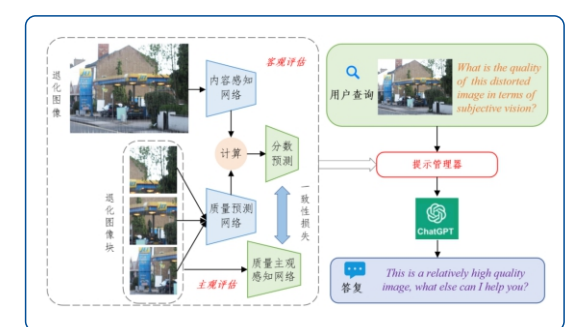 退化图像
内容感知
网络
客观评估
计算
分数
预测
退化图像块
质量预测
网络
一致性损失
主观评估
质量主观
感知网络
用户查询
What is the quality
of this distorted
image in terms of
subjective vision?
提示管理器
ChatGPT
答复
This is a relatively high quality
image, what else can I help you?